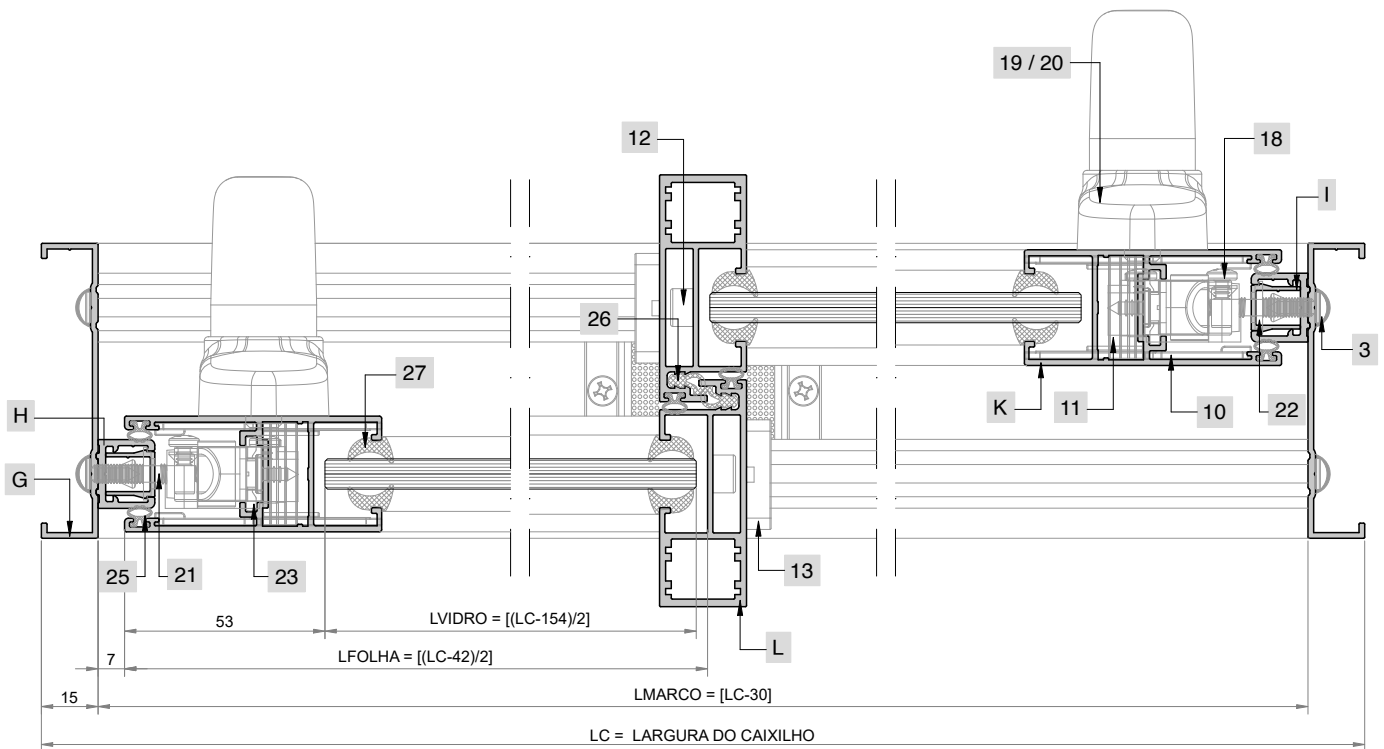 19 / 20
12
18
I
26
27
3
H
K
11
10
22
G
25
21
23
13
L
53
LVIDRO = [(LC-154)/2]
7
LFOLHA = [(LC-42)/2]
15
LMARCO = [LC-30]
LC = LARGURA DO CAIXILHO